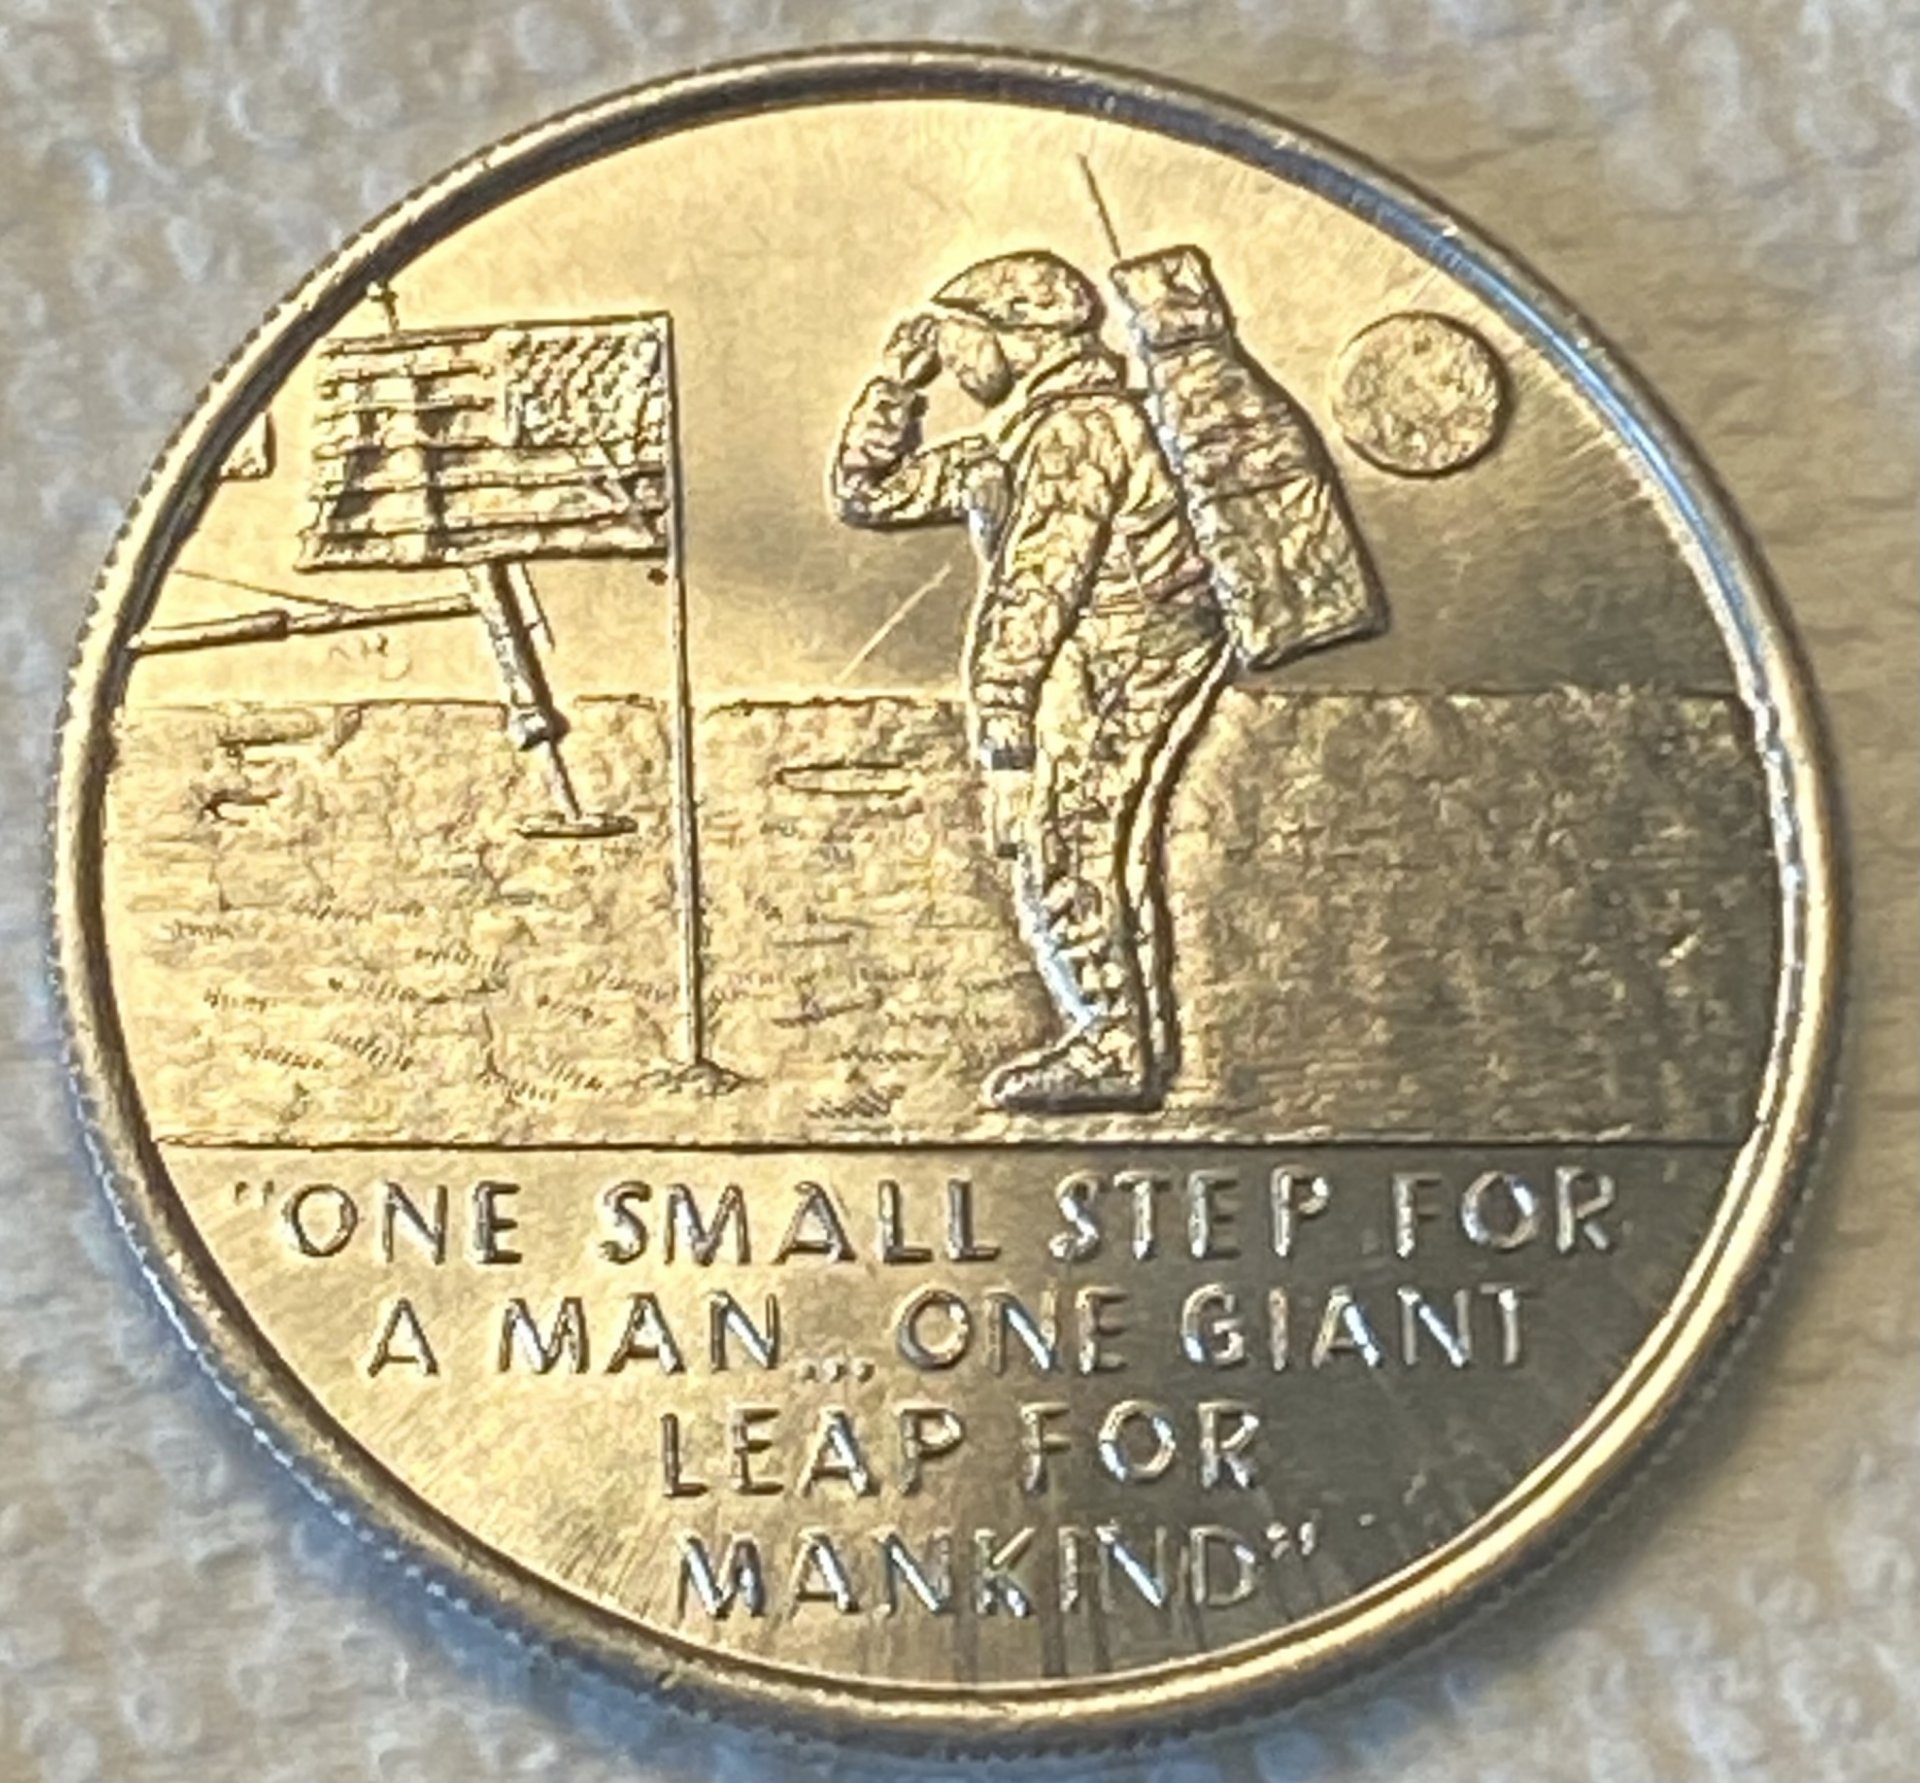 "ONE SMALL STEP FOR
A MAN... ONE GIANT
LEAP FOR
MANKIND"